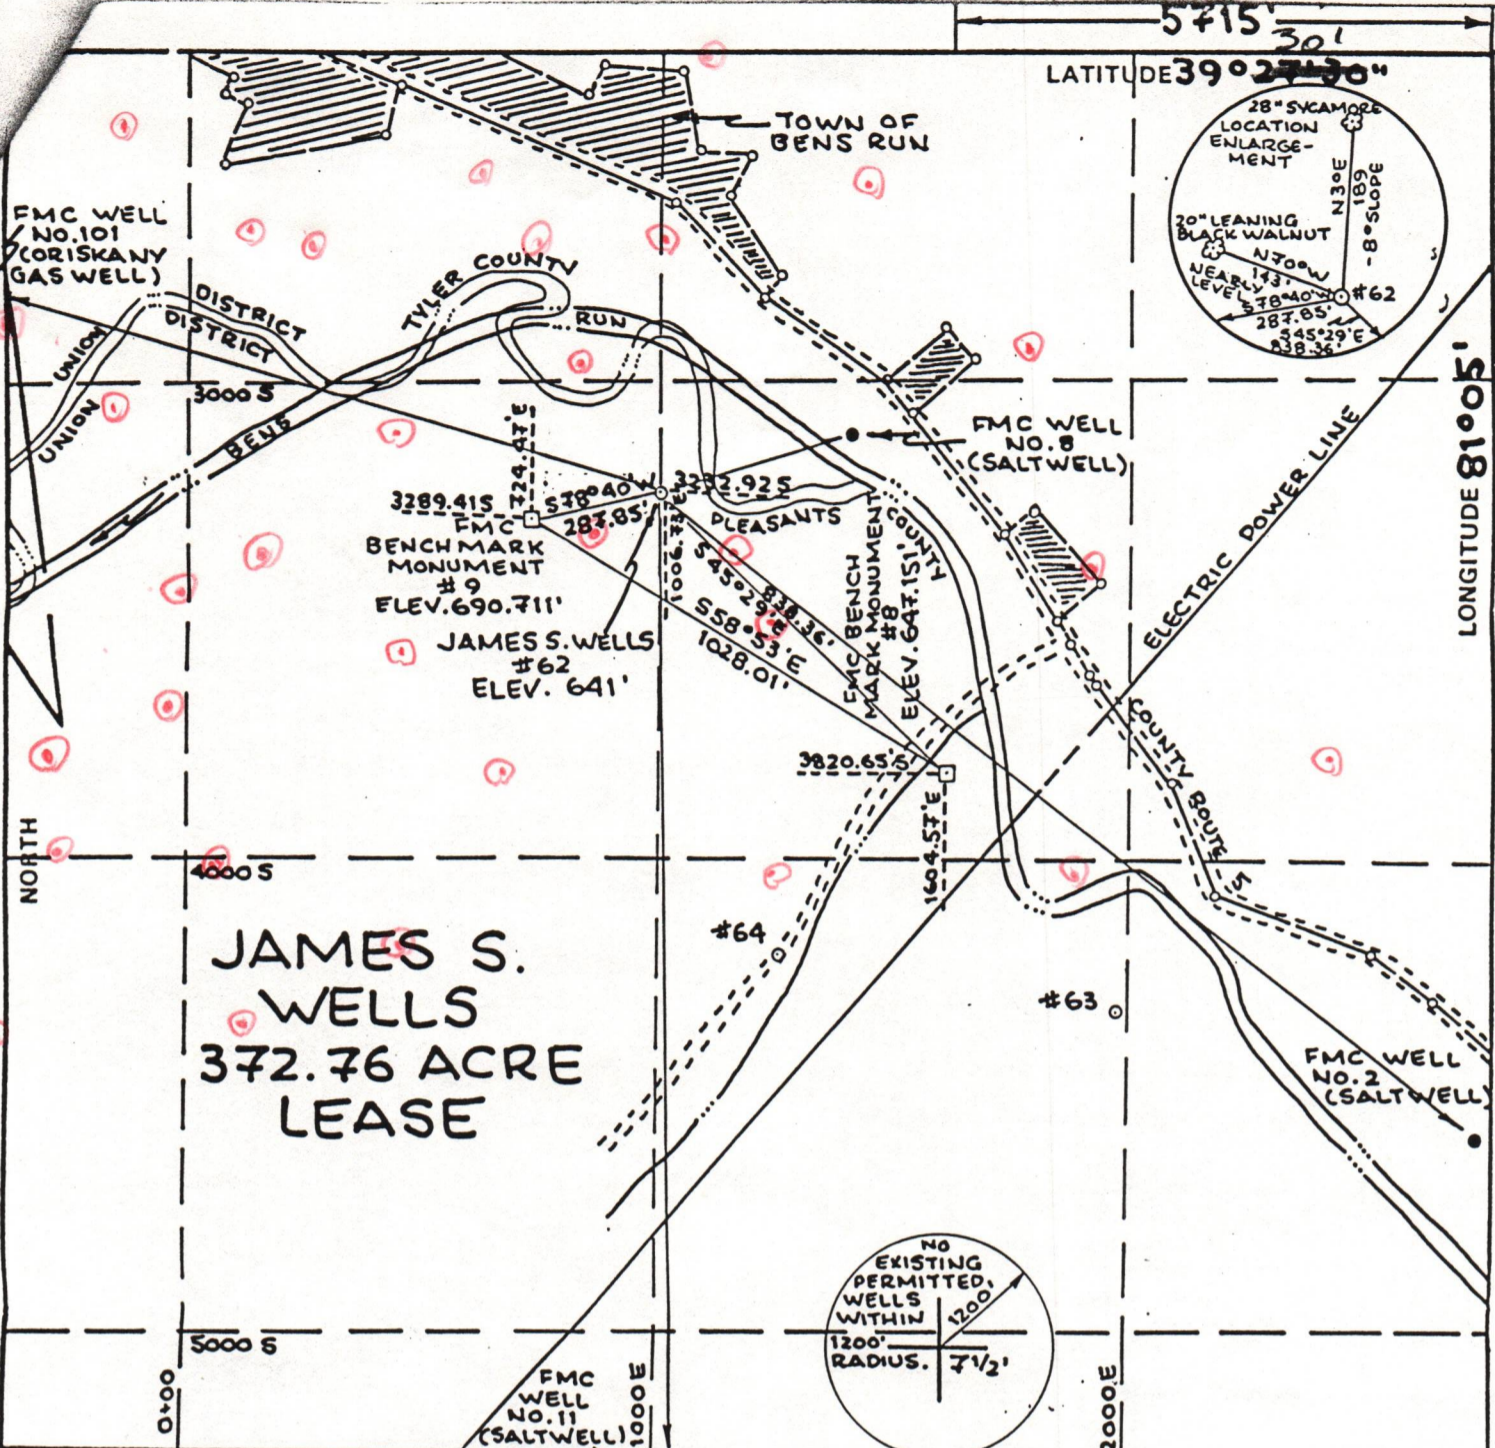 5715'
30'
LATITUDE 39° 27'30"
28" SYCAMORE
LOCATION
ENLARGE-
MENT
N3°E
189
-8° SLOPE
20" LEANING
BLACK WALNUT
N70°W
143'
NEARLY
LEVEL
S78°40'W
287.85'
#62
S45°29'E
838.36'
TOWN OF
BENS RUN
FMC WELL
NO.101
(ORISKANY
GAS WELL)
UNION DISTRICT
UNION DISTRICT
TYLER COUNTY
BENS RUN
3000 S
LONGITUDE 81°05'
FMC WELL
NO.8
(SALTWELL)
ELECTRIC POWER LINE
724.47'E
3289.41S
S78°40'W
287.85'
3232.92S
1006.73'E
PLEASANTS COUNTY
FMC
BENCH MARK
MONUMENT
#9
ELEV.690.711'
JAMES S. WELLS
#62
ELEV. 641'
S45°29'E
838.36'
S58°53'E
1028.01'
FMC BENCH
MARK MONUMENT
#8
ELEV. 647.151'
3820.65'S
1604.57'E
COUNTY ROUTE 5
NORTH
4000 S
JAMES S.
WELLS
372.76 ACRE
LEASE
#64
#63
FMC WELL
NO.2
(SALTWELL)
NO
EXISTING
PERMITTED
WELLS
WITHIN
1200'
RADIUS.
1200'
7 1/2'
5000 S
0+00
FMC
WELL
NO.11
(SALTWELL)
1000E
2000E